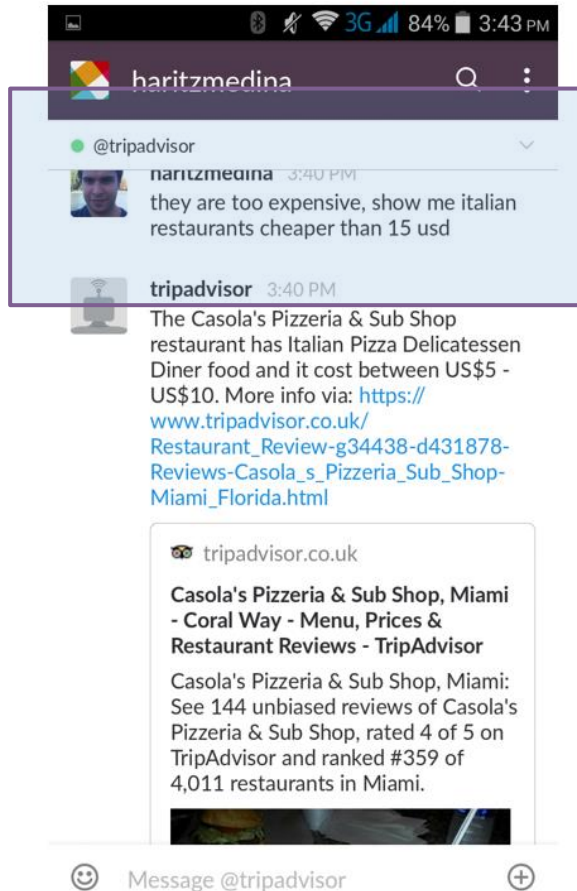 3G 84% 3:43 PM
haritzmedina
@tripadvisor
haritzmedina 3:40 PM
they are too expensive, show me italian
restaurants cheaper than 15 usd
tripadvisor 3:40 PM
The Casola's Pizzeria & Sub Shop
restaurant has Italian Pizza Delicatessen
Diner food and it cost between US$5 -
US$10. More info via: https://
www.tripadvisor.co.uk/
Restaurant_Review-g34438-d431878-
Reviews-Casola_s_Pizzeria_Sub_Shop-
Miami_Florida.html
tripadvisor.co.uk
Casola's Pizzeria & Sub Shop, Miami
- Coral Way - Menu, Prices &
Restaurant Reviews - TripAdvisor
Casola's Pizzeria & Sub Shop, Miami:
See 144 unbiased reviews of Casola's
Pizzeria & Sub Shop, rated 4 of 5 on
TripAdvisor and ranked #359 of
4,011 restaurants in Miami.
Message @tripadvisor